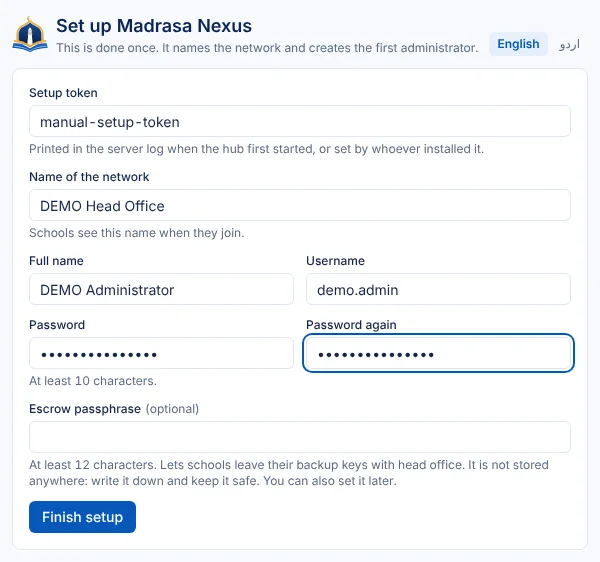 Set up Madrasa Nexus
This is done once. It names the network and creates the first administrator.
English
اردو
Setup token
manual-setup-token
Printed in the server log when the hub first started, or set by whoever installed it.
Name of the network
DEMO Head Office
Schools see this name when they join.
Full name
Username
DEMO Administrator
demo.admin
Password
Password again
•••••••••••••••
•••••••••••••••
At least 10 characters.
Escrow passphrase (optional)
At least 12 characters. Lets schools leave their backup keys with head office. It is not stored
anywhere: write it down and keep it safe. You can also set it later.
Finish setup